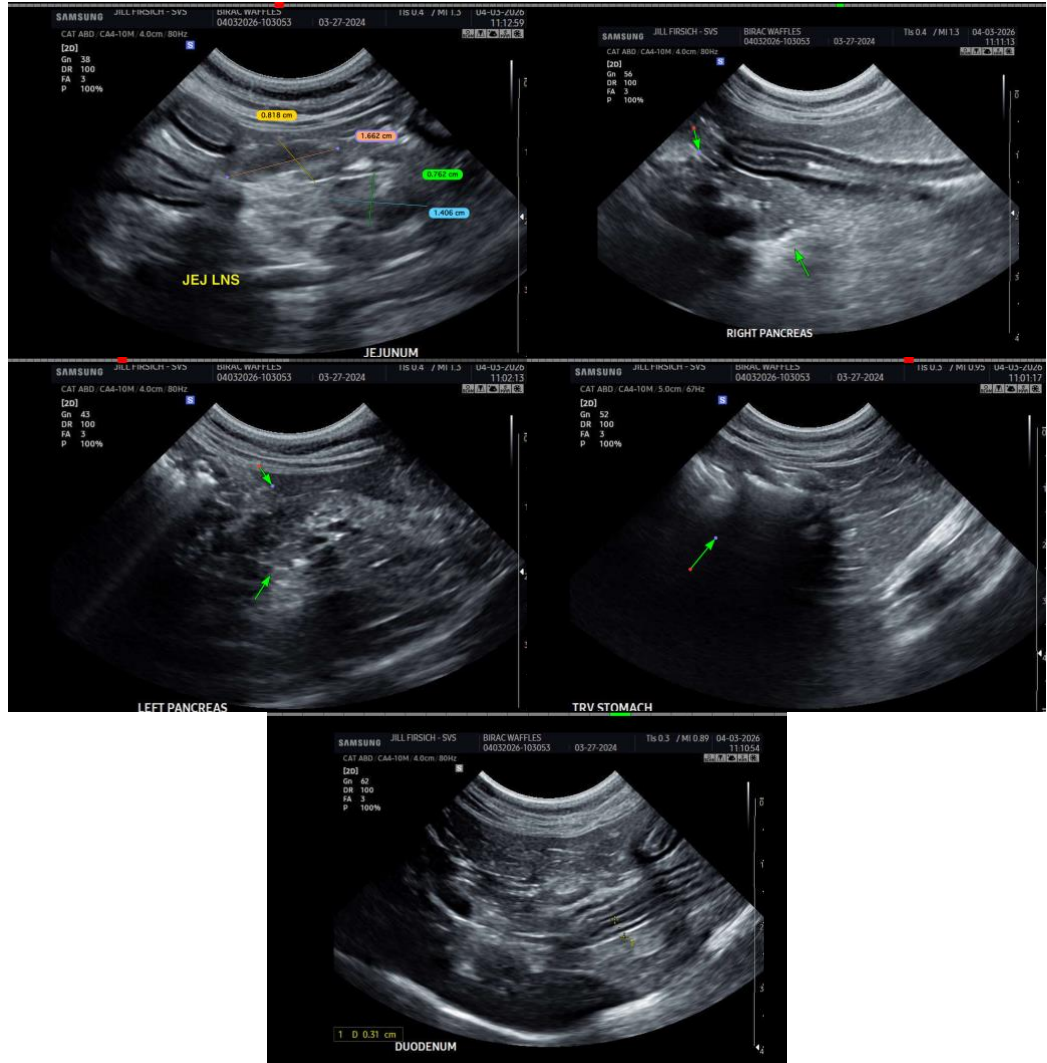 SAMSUNG JILL FIRSICH - SVS BIRAC WAFFLES TIs 0.4 / MI 1.3 04-03-2026
04032026-103053 03-27-2024 11:12:59
CAT ABD / CA4-10M / 4.0cm / 80Hz
[2D]
Gn 38
DR 100
FA 3
P 100%
S
0.818 cm
1.662 cm
0.762 cm
1.406 cm
JEJ LNS
JEJUNUM
SAMSUNG JILL FIRSICH - SVS BIRAC WAFFLES TIs 0.4 / MI 1.3 04-03-2026
04032026-103053 03-27-2024 11:11:13
CAT ABD / CA4-10M / 4.0cm / 80Hz
[2D]
Gn 56
DR 100
FA 3
P 100%
S
RIGHT PANCREAS
SAMSUNG JILL FIRSICH - SVS BIRAC WAFFLES TIs 0.4 / MI 1.3 04-03-2026
04032026-103053 03-27-2024 11:02:13
CAT ABD / CA4-10M / 4.0cm / 80Hz
[2D]
Gn 43
DR 100
FA 3
P 100%
S
LEFT PANCREAS
SAMSUNG JILL FIRSICH - SVS BIRAC WAFFLES TIs 0.3 / MI 0.95 04-03-2026
04032026-103053 03-27-2024 11:01:17
CAT ABD / CA4-10M / 5.0cm / 67Hz
[2D]
Gn 52
DR 100
FA 3
P 100%
S
TRV STOMACH
SAMSUNG JILL FIRSICH - SVS BIRAC WAFFLES TIs 0.3 / MI 0.89 04-03-2026
04032026-103053 03-27-2024 11:10:54
CAT ABD / CA4-10M / 4.0cm / 80Hz
[2D]
Gn 62
DR 100
FA 3
P 100%
S
1 D 0.31 cm
DUODENUM